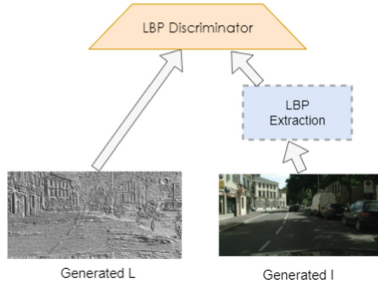 LBP Discriminator
LBP
Extraction
Generated L
Generated I